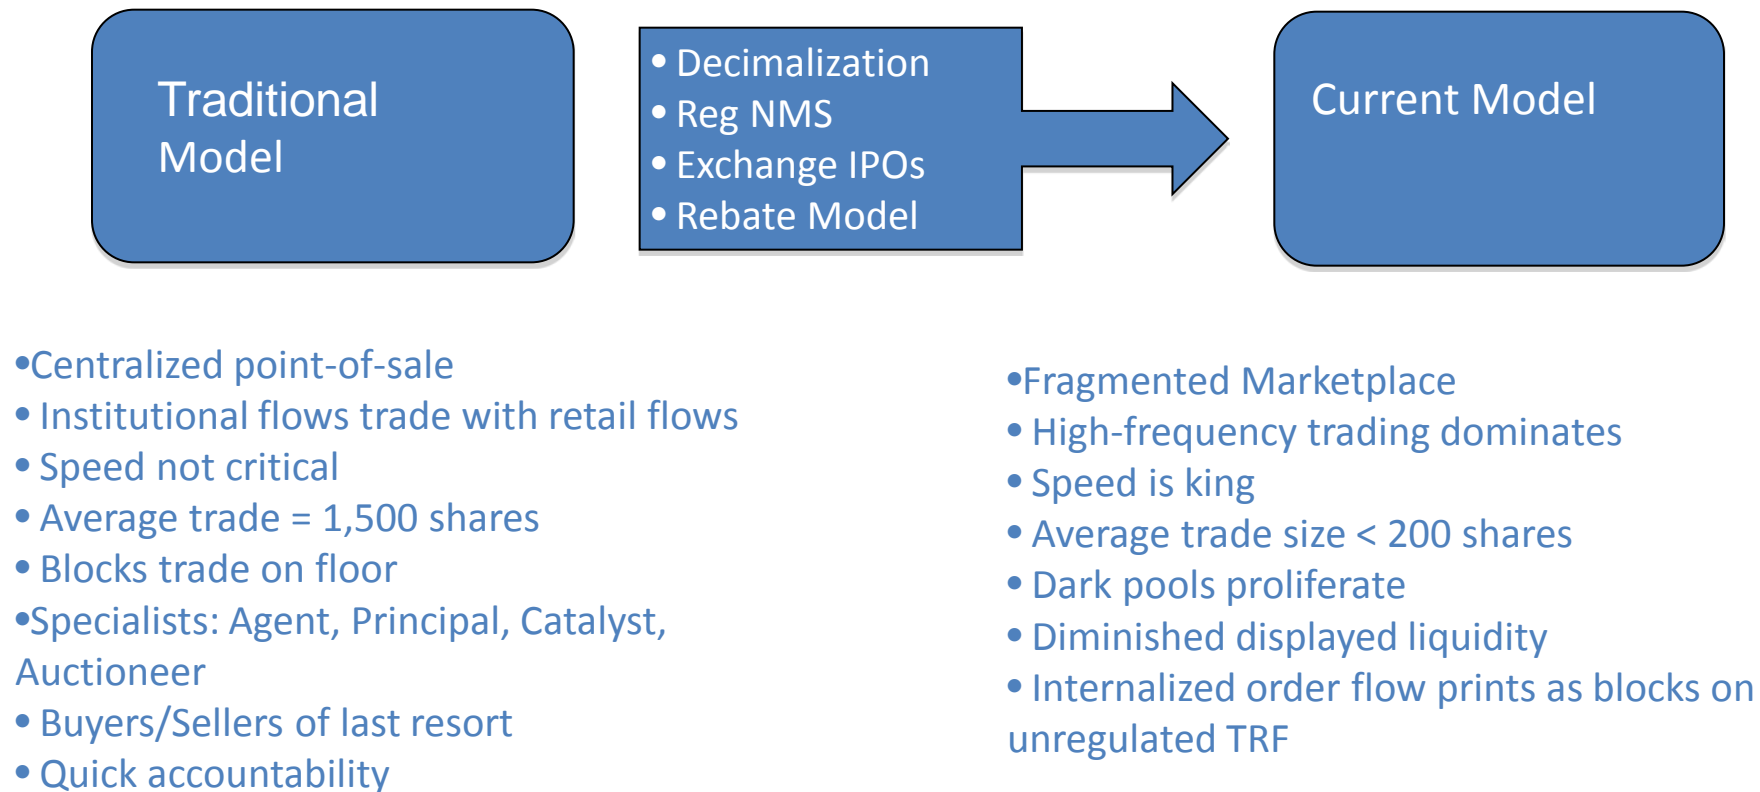 Traditional
Model
• Decimalization
• Reg NMS
• Exchange IPOs
• Rebate Model
Current Model
•Centralized point-of-sale
• Institutional flows trade with retail flows
• Speed not critical
• Average trade = 1,500 shares
• Blocks trade on floor
•Specialists: Agent, Principal, Catalyst,
Auctioneer
• Buyers/Sellers of last resort
• Quick accountability
•Fragmented Marketplace
• High-frequency trading dominates
• Speed is king
• Average trade size < 200 shares
• Dark pools proliferate
• Diminished displayed liquidity
• Internalized order flow prints as blocks on
unregulated TRF